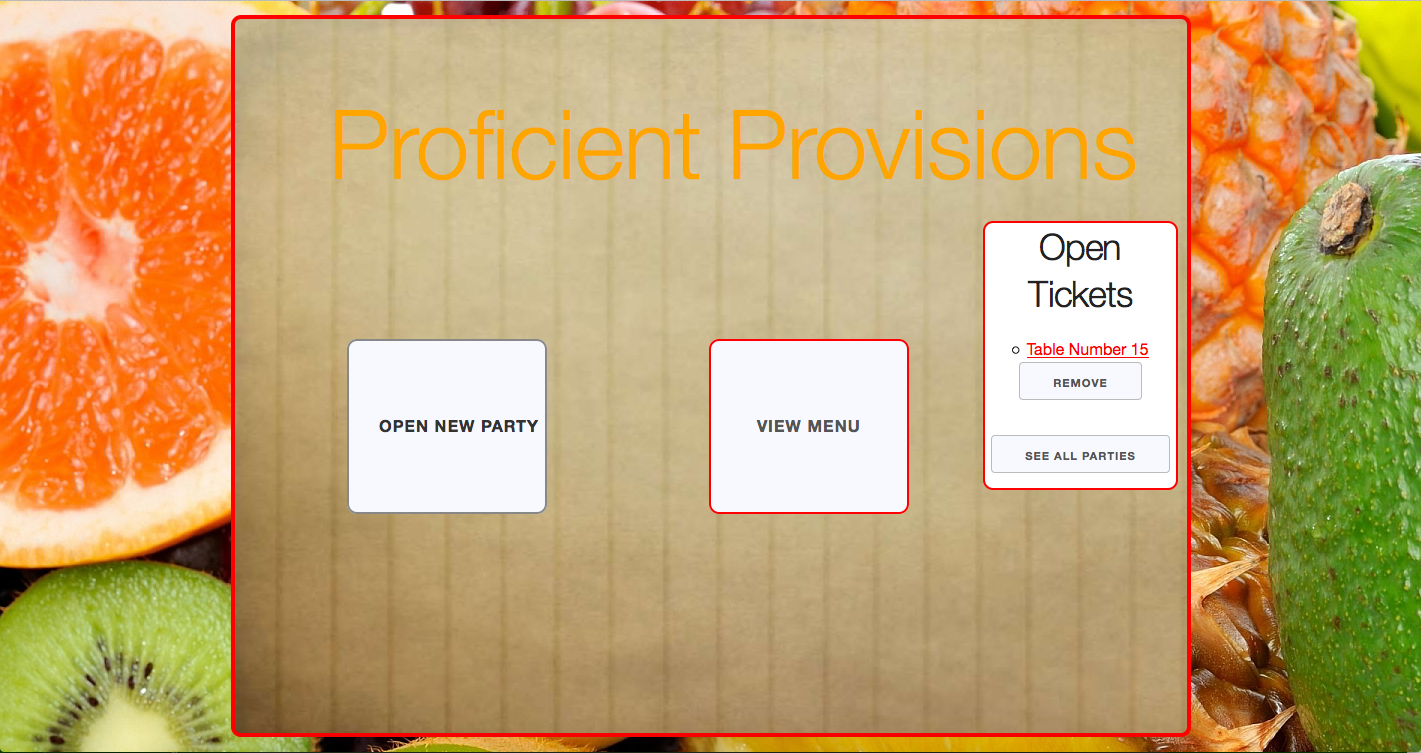 Proficient Provisions
Open
Tickets
Table Number 15
REMOVE
SEE ALL PARTIES
OPEN NEW PARTY
VIEW MENU